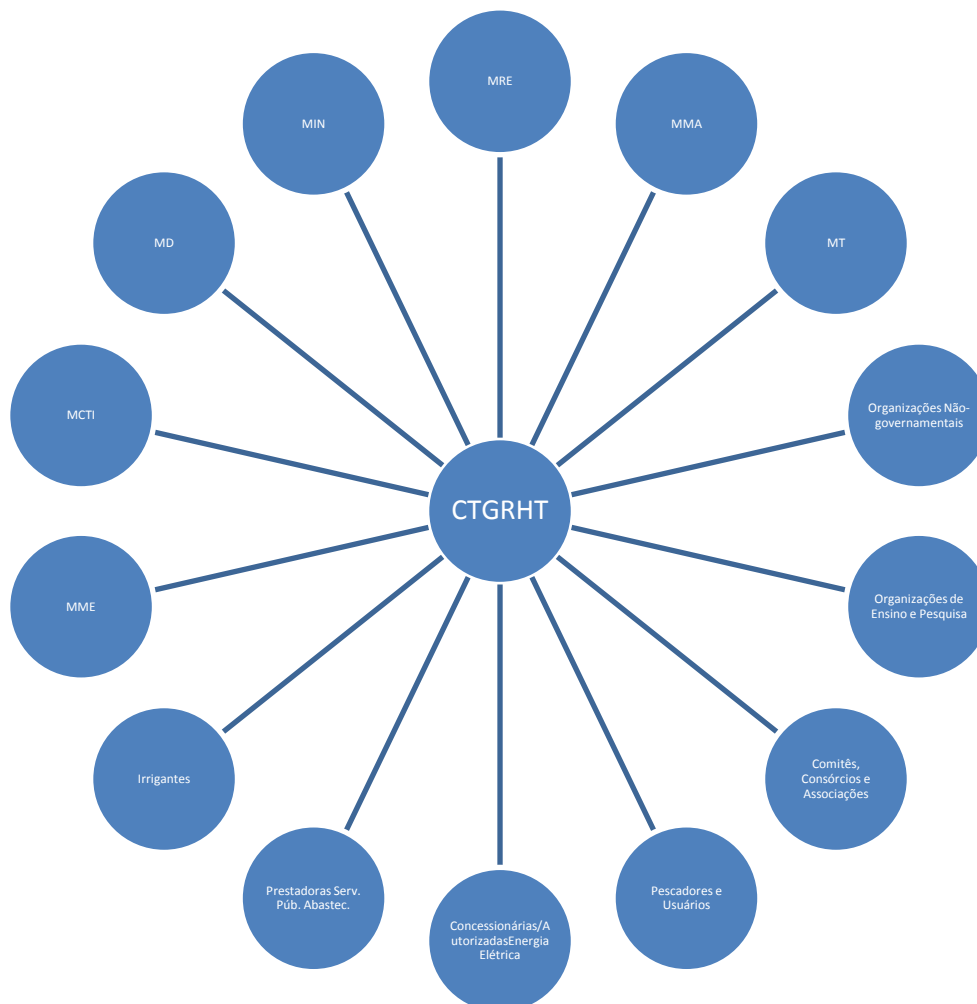 MRE
MIN
MMA
MD
MT
MCTI
Organizações Não-
governamentais
CTGRHT
MME
Organizações de
Ensino e Pesquisa
Irrigantes
Comitês,
Consórcios e
Associações
Prestadoras Serv.
Púb. Abastec.
Pescadores e
Usuários
Concessionárias/A
utorizadasEnergia
Elétrica